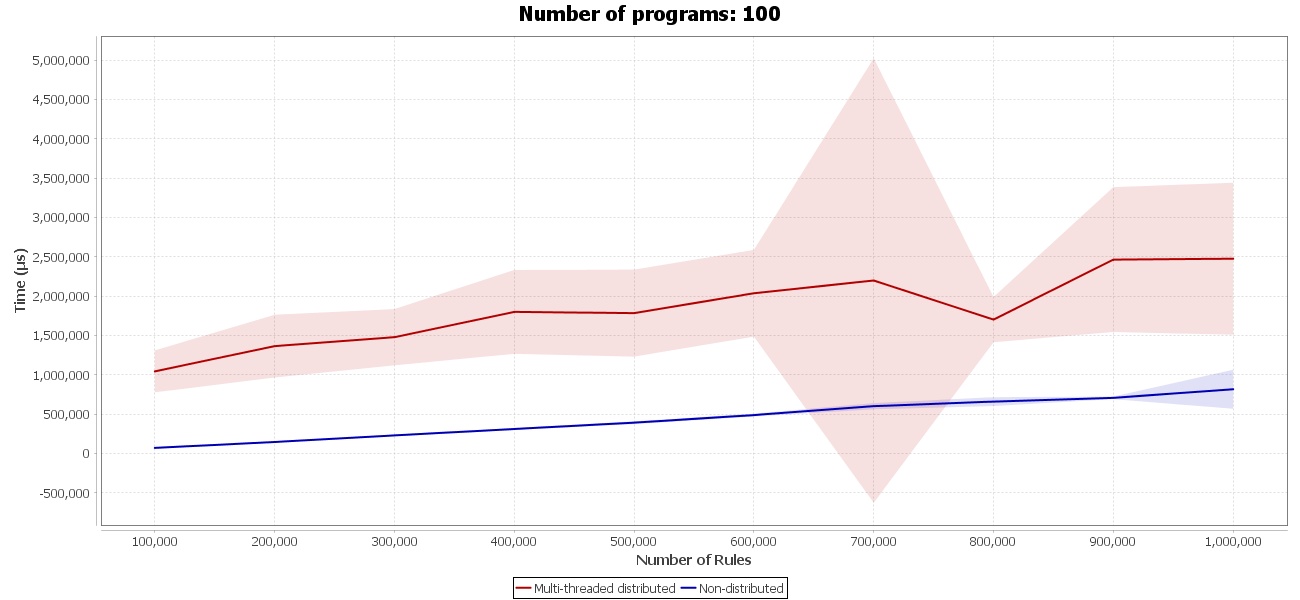 Number of programs: 100
5,000,000
4,500,000
4,000,000
3,500,000
3,000,000
2,500,000
2,000,000
1,500,000
1,000,000
500,000
0
-500,000
Time (µs)
100,000 200,000 300,000 400,000 500,000 600,000 700,000 800,000 900,000 1,000,000
Number of Rules
Multi-threaded distributed Non-distributed